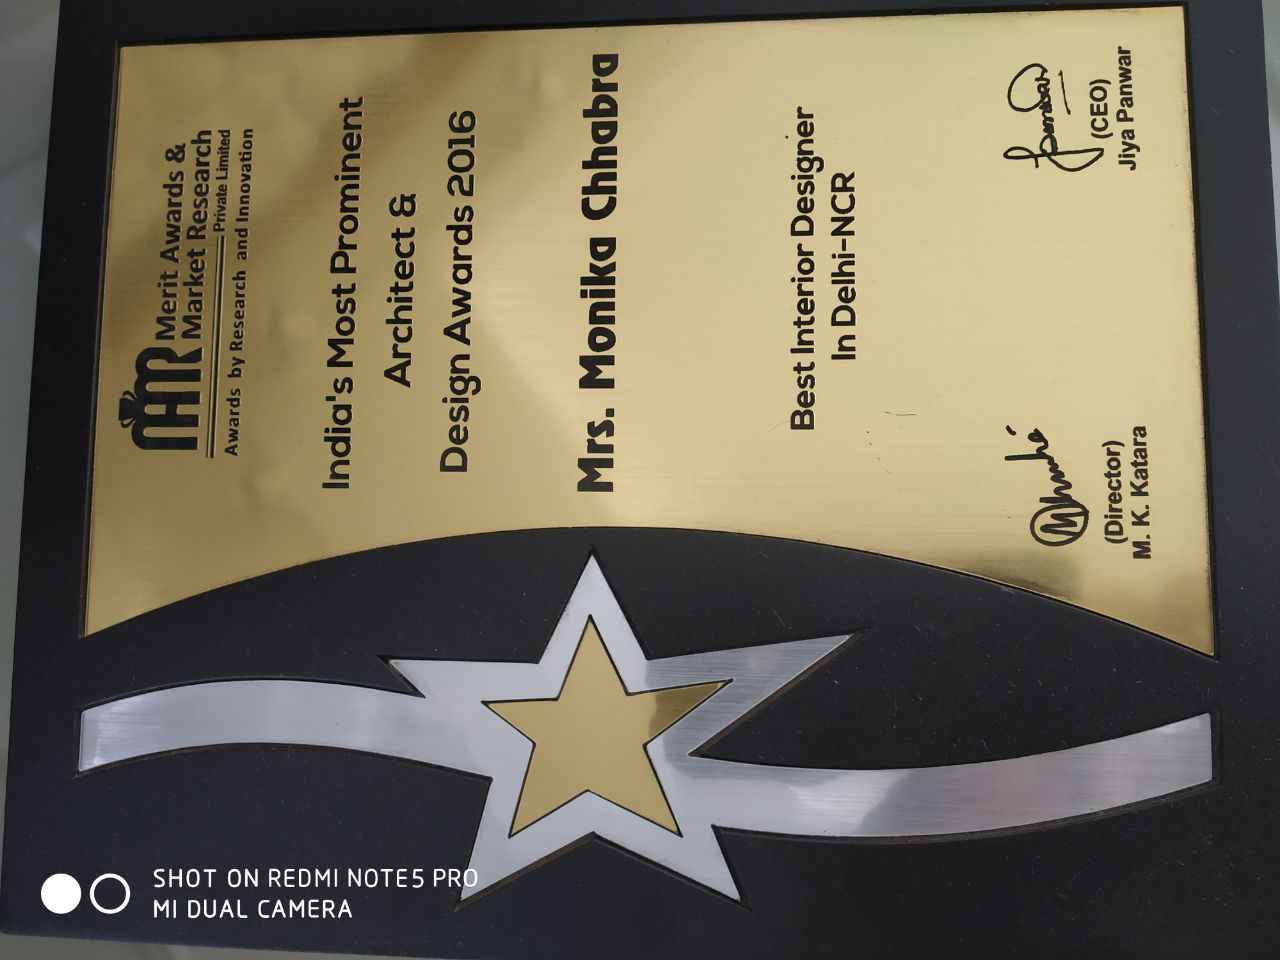 Merit Awards &
Market Research
Private Limited
Awards by Research and Innovation
India's Most Prominent
Architect &
Design Awards 2016
Mrs. Monika Chhabra
Best Interior Designer
In Delhi-NCR
(Director)
M. K. Katara
(CEO)
Jiya Panwar
SHOT ON REDMI NOTE5 PRO
MI DUAL CAMERA